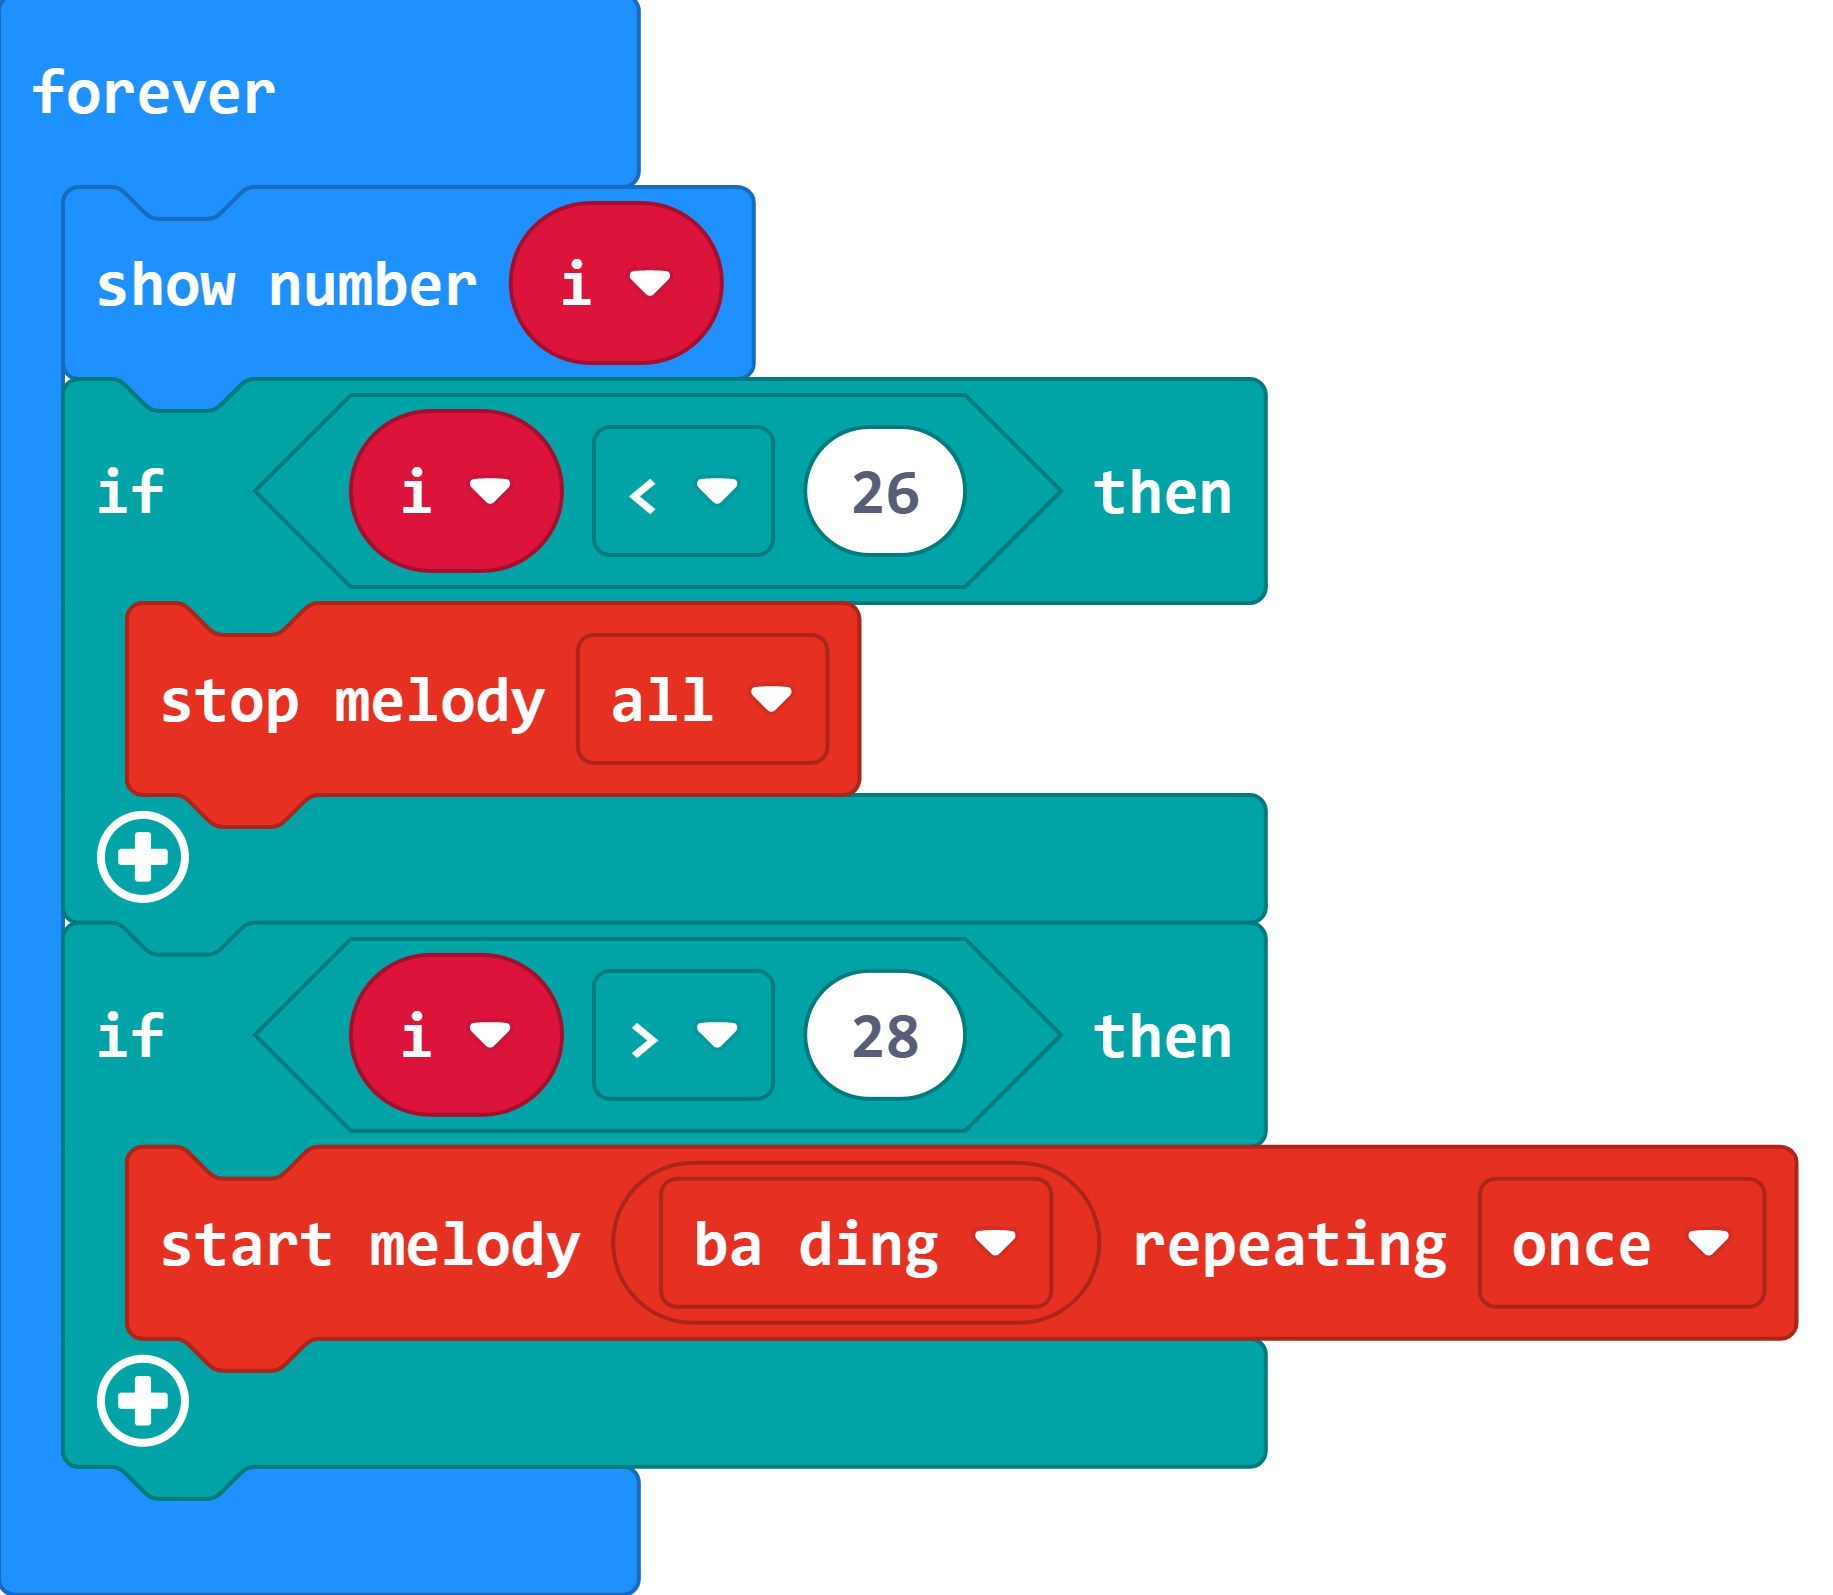 forever
show number i
if i < 26 then
stop melody all
if i > 28 then
start melody ba ding repeating once